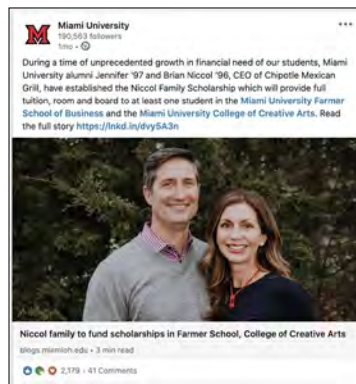 Miami University
190,563 followers
1mo •
During a time of unprecedented growth in financial need of our students, Miami
University alumni Jennifer '97 and Brian Niccol '96, CEO of Chipotle Mexican
Grill, have established the Niccol Family Scholarship which will provide full
tuition, room and board to at least one student in the Miami University Farmer
School of Business and the Miami University College of Creative Arts. Read
the full story https://lnkd.in/dvy5A3n
Niccol family to fund scholarships in Farmer School, College of Creative Arts
blogs.miamioh.edu • 3 min read
2,179 • 41 Comments